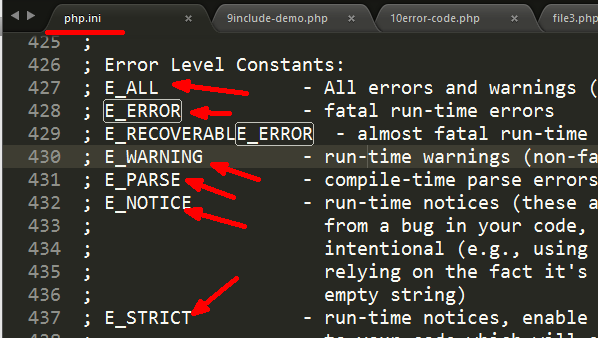 php.ini
9include-demo.php
10error-code.php
file3.php
425 ;
426 ; Error Level Constants:
427 ; E_ALL - All errors and warnings (
428 ; E_ERROR - fatal run-time errors
429 ; E_RECOVERABLE_ERROR - almost fatal run-time
430 ; E_WARNING - run-time warnings (non-fa
431 ; E_PARSE - compile-time parse errors
432 ; E_NOTICE - run-time notices (these a
433 ; from a bug in your code,
434 ; intentional (e.g., using
435 ; relying on the fact it's
436 ; empty string)
437 ; E_STRICT - run-time notices, enable